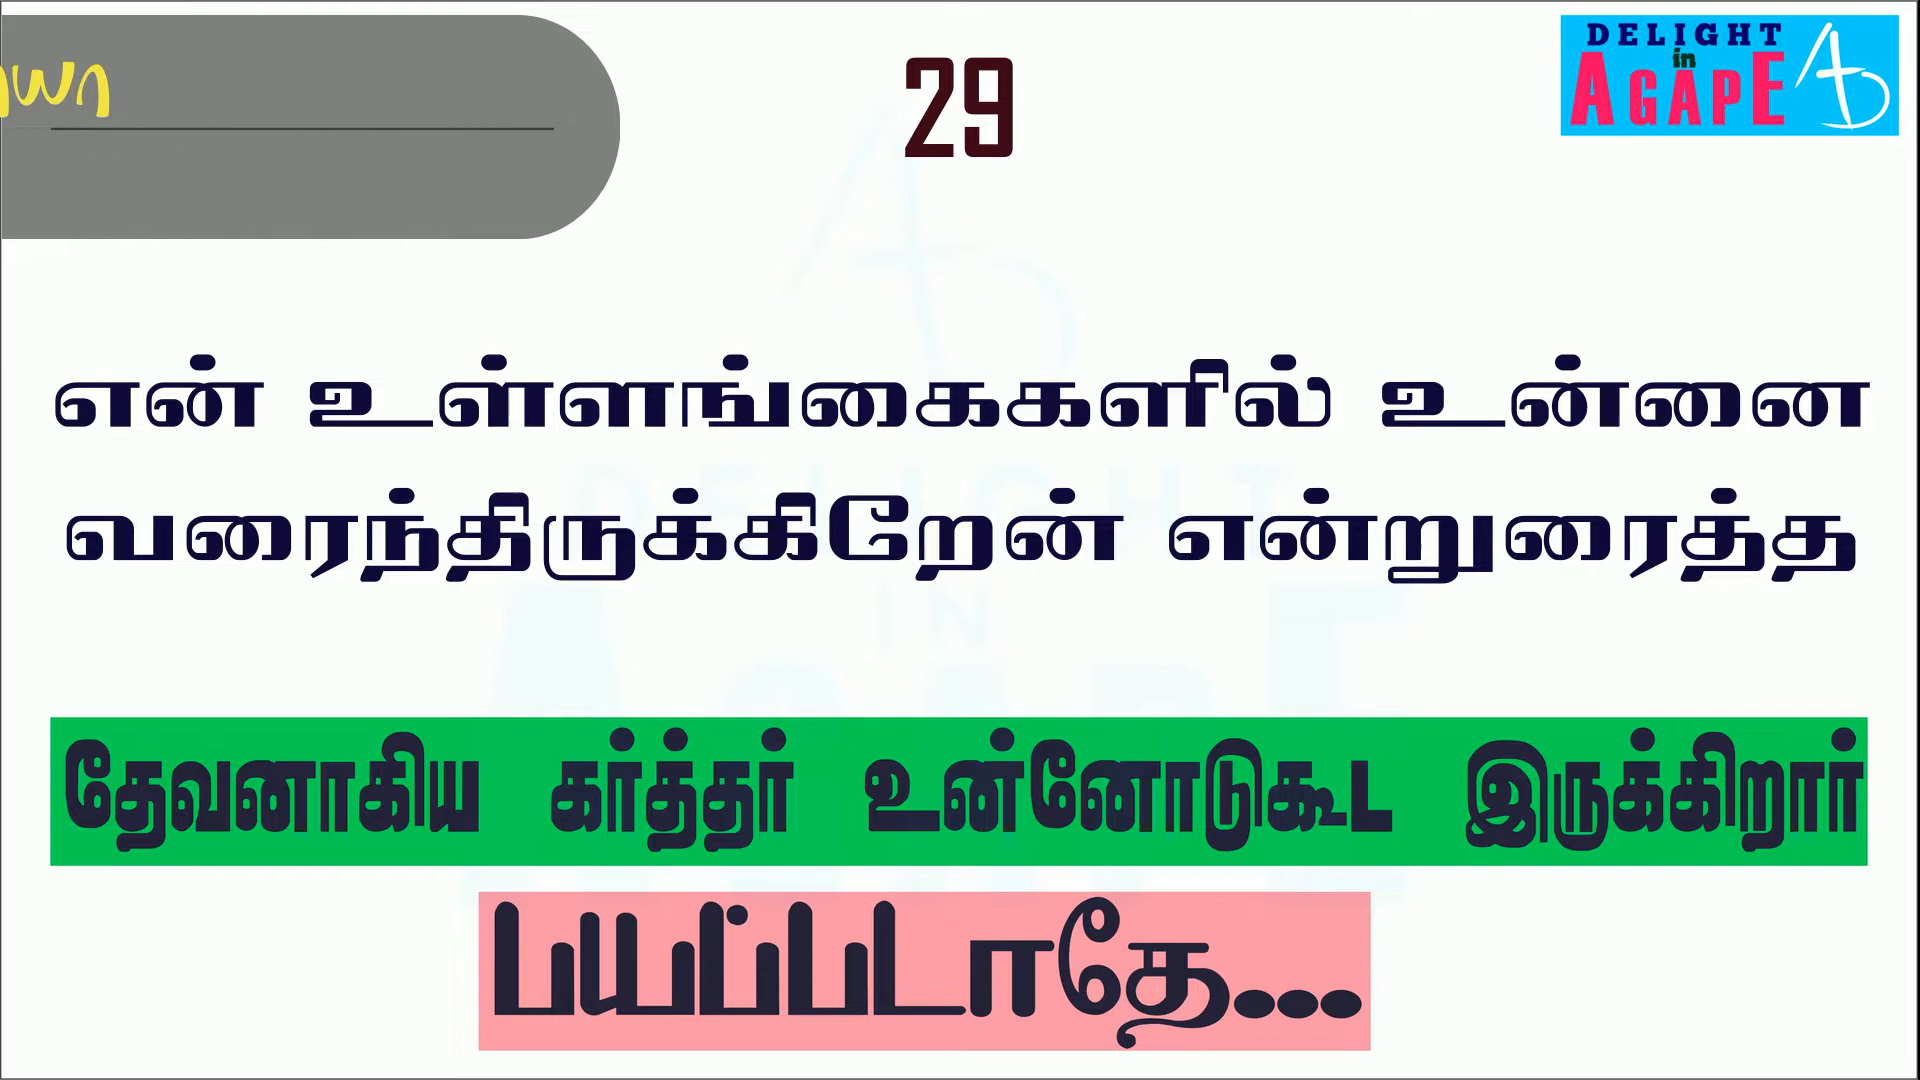 29
DELIGHT
in
AGAPE
என் உள்ளங்கைகளில் உன்னை
வரைந்திருக்கிறேன் என்றுரைத்த
தேவனாகிய கர்த்தர் உன்னோடுகூட இருக்கிறார்
பயப்படாதே...